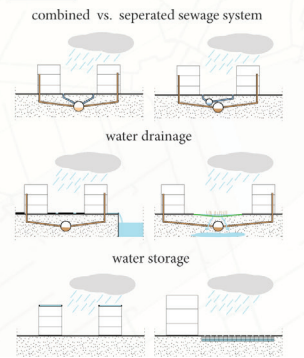 combined vs. seperated sewage system
water drainage
water storage